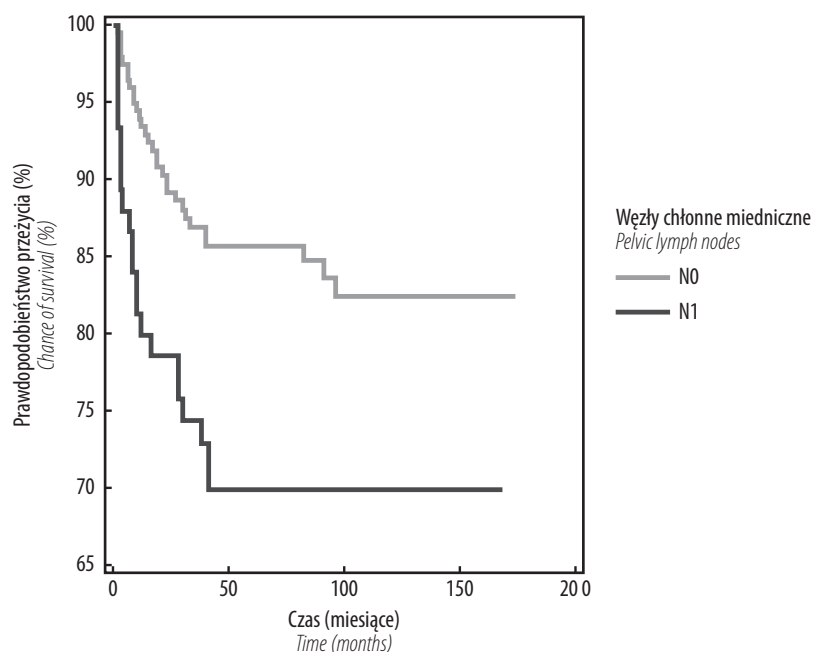 100
95
90
85
80
75
70
65
Prawdopodobieństwo przeżycia (%)
Chance of survival (%)
0 50 100 150 20 0
Czas (miesiące)
Time (months)
Węzły chłonne miedniczne
Pelvic lymph nodes
N0
N1